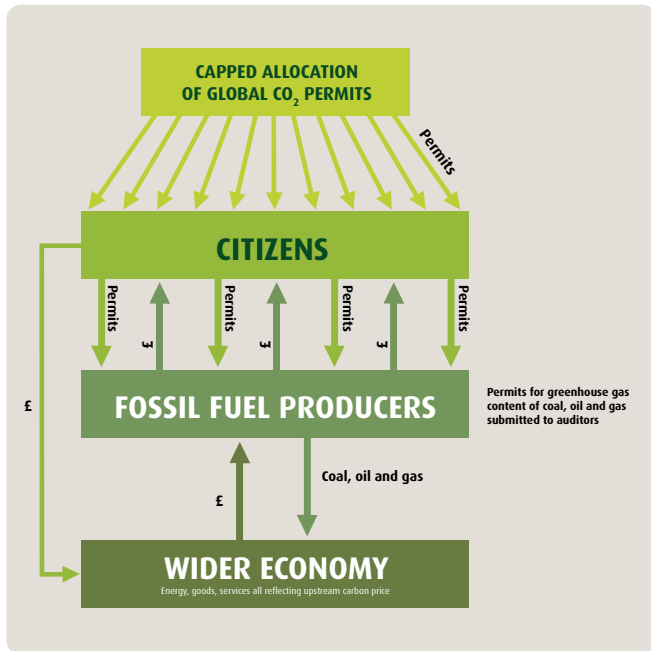 CAPPED ALLOCATION
OF GLOBAL CO₂ PERMITS
Permits
CITIZENS
Permits
£
Permits
£
Permits
£
Permits
£
FOSSIL FUEL PRODUCERS
Permits for greenhouse gas
content of coal, oil and gas
submitted to auditors
£
Coal, oil and gas
WIDER ECONOMY
Energy, goods, services all reflecting upstream carbon price